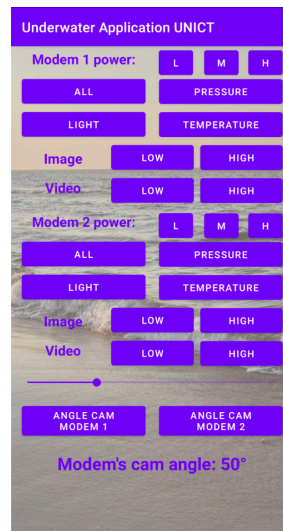 Underwater Application UNICT
Modem 1 power: L M H
ALL PRESSURE
LIGHT TEMPERATURE
Image LOW HIGH
Video LOW HIGH
Modem 2 power: L M H
ALL PRESSURE
LIGHT TEMPERATURE
Image LOW HIGH
Video LOW HIGH
ANGLE CAM ANGLE CAM
MODEM 1 MODEM 2
Modem's cam angle: 50°